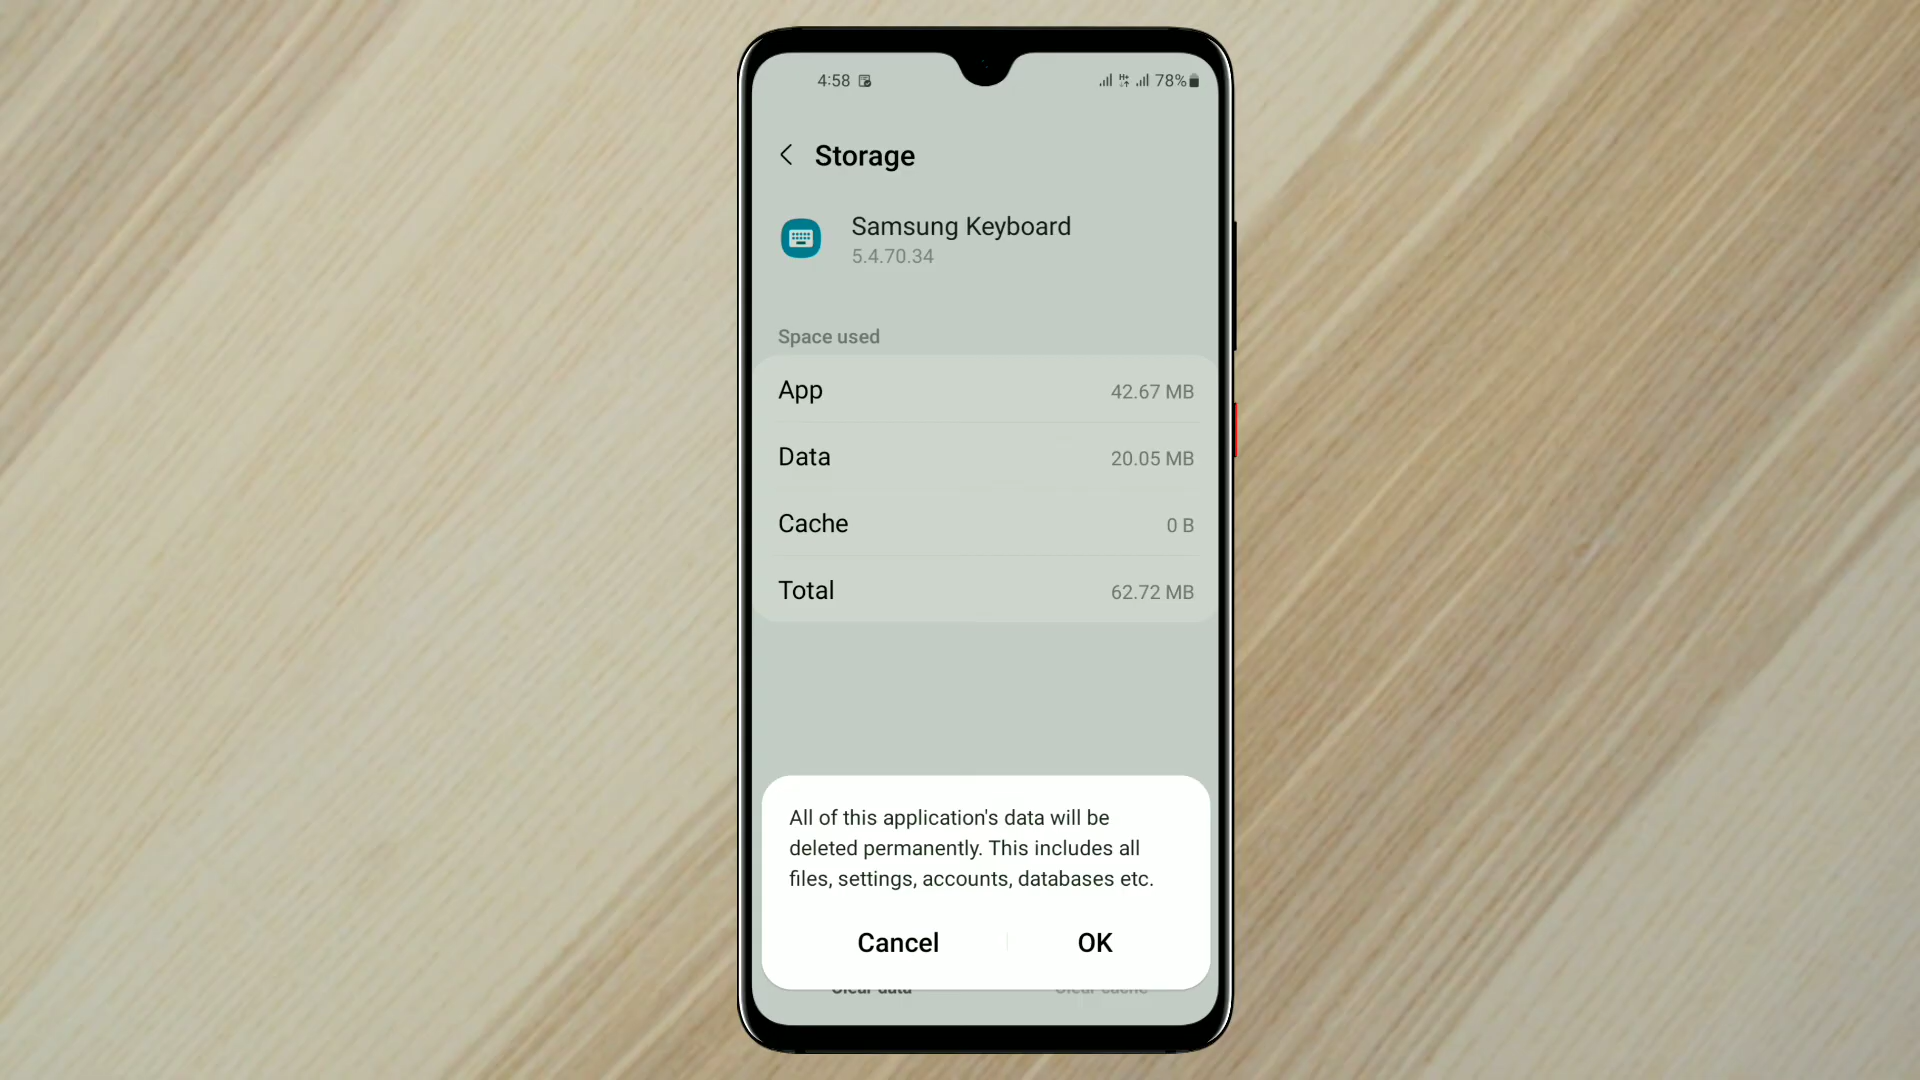 4:58 78%
Storage
Samsung Keyboard
5.4.70.34
Space used
App 42.67 MB
Data 20.05 MB
Cache 0 B
Total 62.72 MB
All of this application's data will be
deleted permanently. This includes all
files, settings, accounts, databases etc.
Cancel OK
Clear data Clear cache